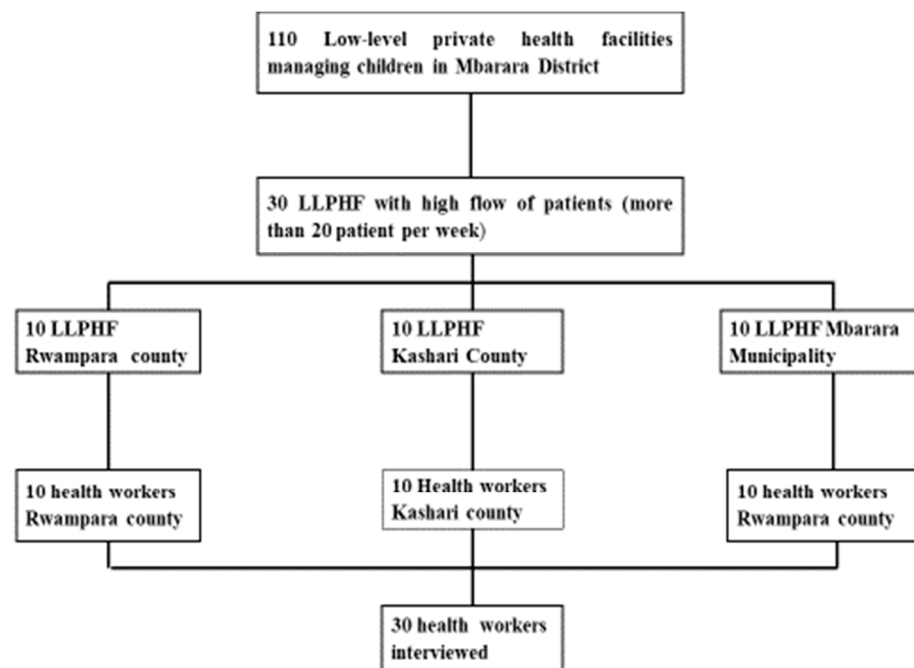 110 Low-level private health facilities
managing children in Mbarara District
30 LLPHF with high flow of patients (more
than 20 patient per week)
10 LLPHF
Rwampara county
10 LLPHF
Kashari County
10 LLPHF Mbarara
Municipality
10 health workers
Rwampara county
10 Health workers
Kashari county
10 health workers
Rwampara county
30 health workers
interviewed